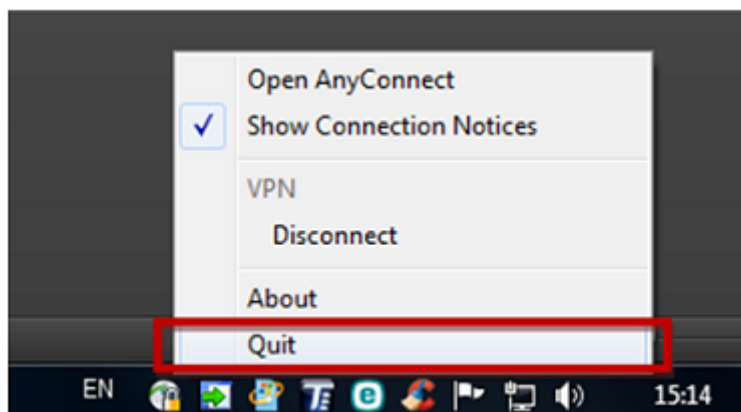 Open AnyConnect
Show Connection Notices
VPN
Disconnect
About
Quit
EN
15:14